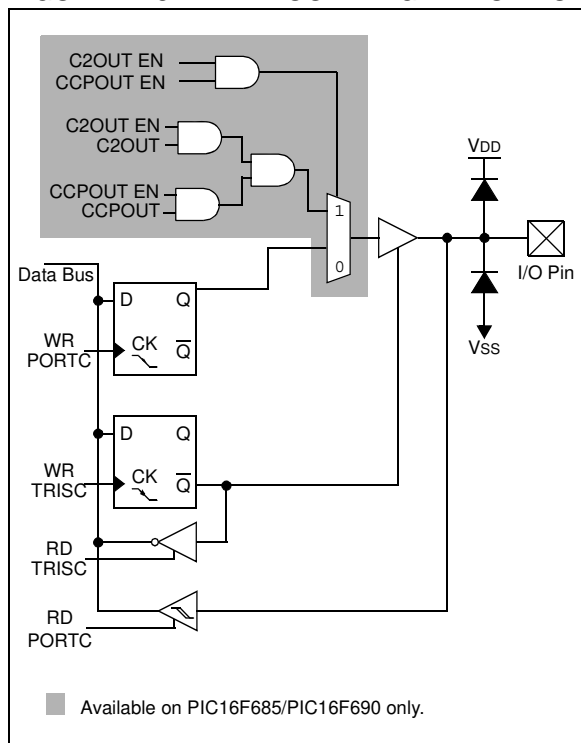 C2OUT EN
CCPOUT EN
C2OUT EN
C2OUT
CCPOUT EN
CCPOUT
VDD
1
0
I/O Pin
VSS
Data Bus
D Q
WR
PORTC
CK Q
D Q
WR
TRISC
CK Q
RD
TRISC
RD
PORTC
Available on PIC16F685/PIC16F690 only.